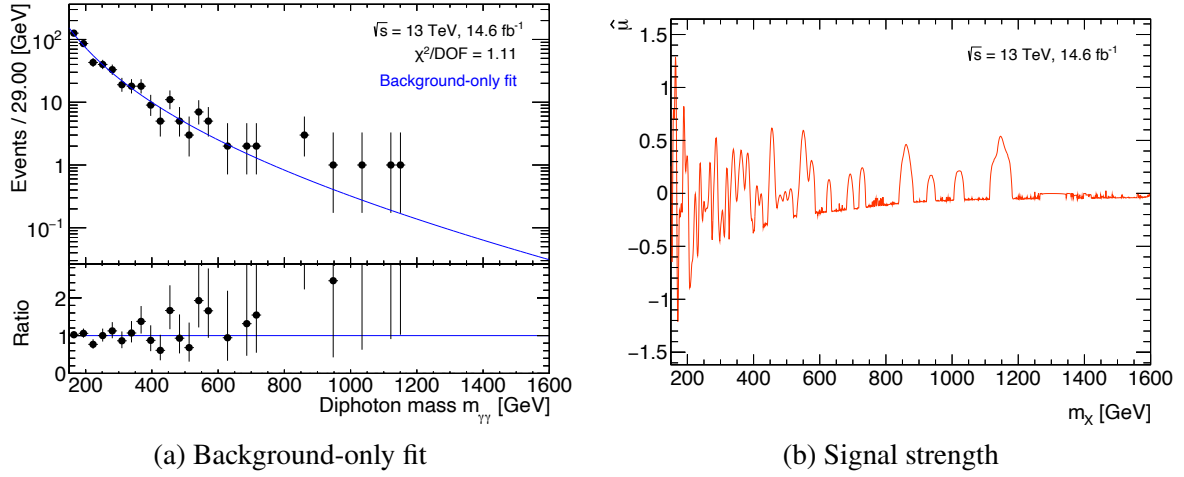 Events / 29.00 [GeV]
10²
10
1
10⁻¹
√s = 13 TeV, 14.6 fb⁻¹
χ²/DOF = 1.11
Background-only fit
Ratio
2
1
0
200 400 600 800 1000 1200 1400 1600
Diphoton mass m_γγ [GeV]
(a) Background-only fit
μ̂
1.5
1
0.5
0
−0.5
−1
−1.5
√s = 13 TeV, 14.6 fb⁻¹
200 400 600 800 1000 1200 1400 1600
m_X [GeV]
(b) Signal strength